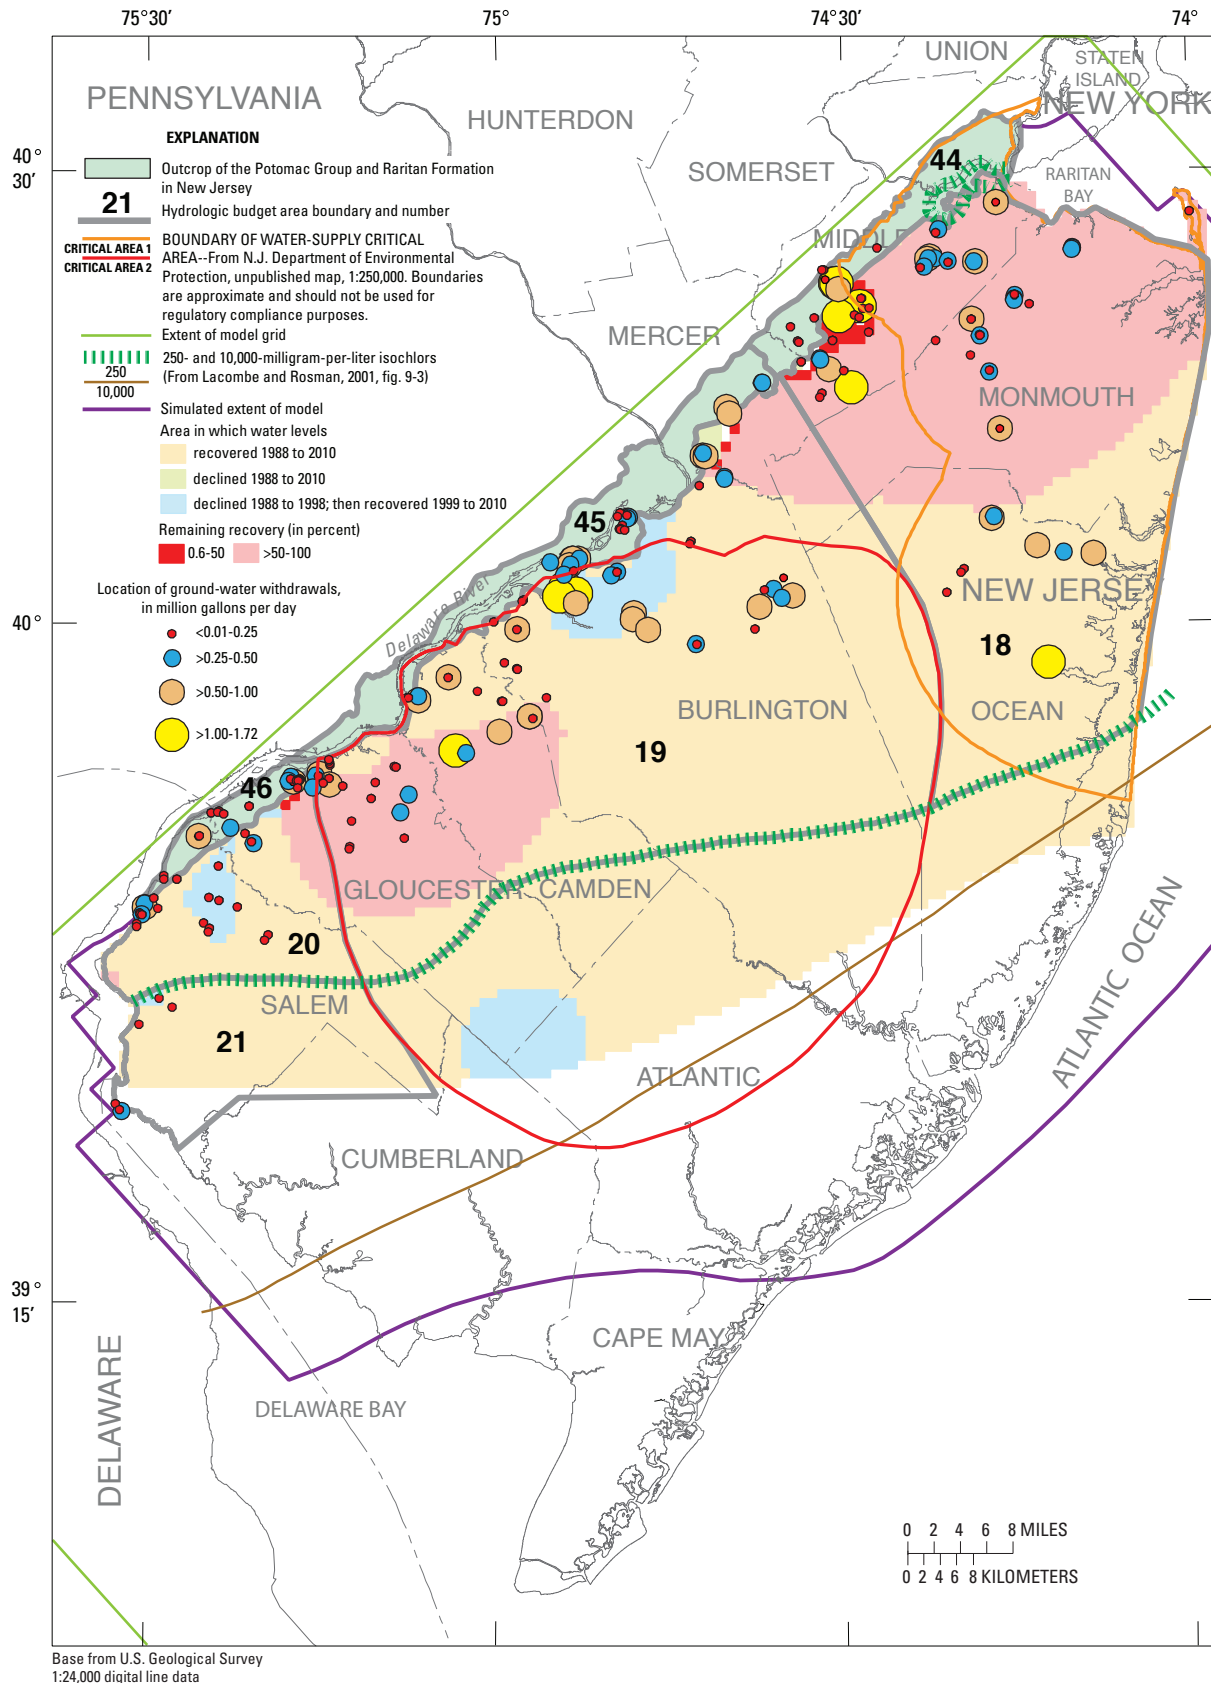 75°30′ 75° 74°30′ 74°
UNION
STATEN
ISLAND
PENNSYLVANIA
NEW YORK
HUNTERDON
EXPLANATION
40°
30′
Outcrop of the Potomac Group and Raritan Formation
in New Jersey
44
SOMERSET
RARITAN
BAY
21
Hydrologic budget area boundary and number
CRITICAL AREA 1
CRITICAL AREA 2
BOUNDARY OF WATER-SUPPLY CRITICAL
AREA--From N.J. Department of Environmental
Protection, unpublished map, 1:250,000. Boundaries
are approximate and should not be used for
regulatory compliance purposes.
MIDDLE
Extent of model grid
MERCER
250
10,000
250- and 10,000-milligram-per-liter isochlors
(From Lacombe and Rosman, 2001, fig. 9-3)
MONMOUTH
Simulated extent of model
Area in which water levels
recovered 1988 to 2010
declined 1988 to 2010
declined 1988 to 1998; then recovered 1999 to 2010
45
Remaining recovery (in percent)
0.6-50 >50-100
Location of ground-water withdrawals,
in million gallons per day
NEW JERSEY
Delaware River
40°
<0.01-0.25
>0.25-0.50
18
>0.50-1.00
BURLINGTON
OCEAN
>1.00-1.72
19
46
GLOUCESTER
CAMDEN
20
SALEM
21
ATLANTIC OCEAN
ATLANTIC
CUMBERLAND
39°
15′
CAPE MAY
DELAWARE
DELAWARE BAY
0 2 4 6 8 MILES
0 2 4 6 8 KILOMETERS
Base from U.S. Geological Survey
1:24,000 digital line data